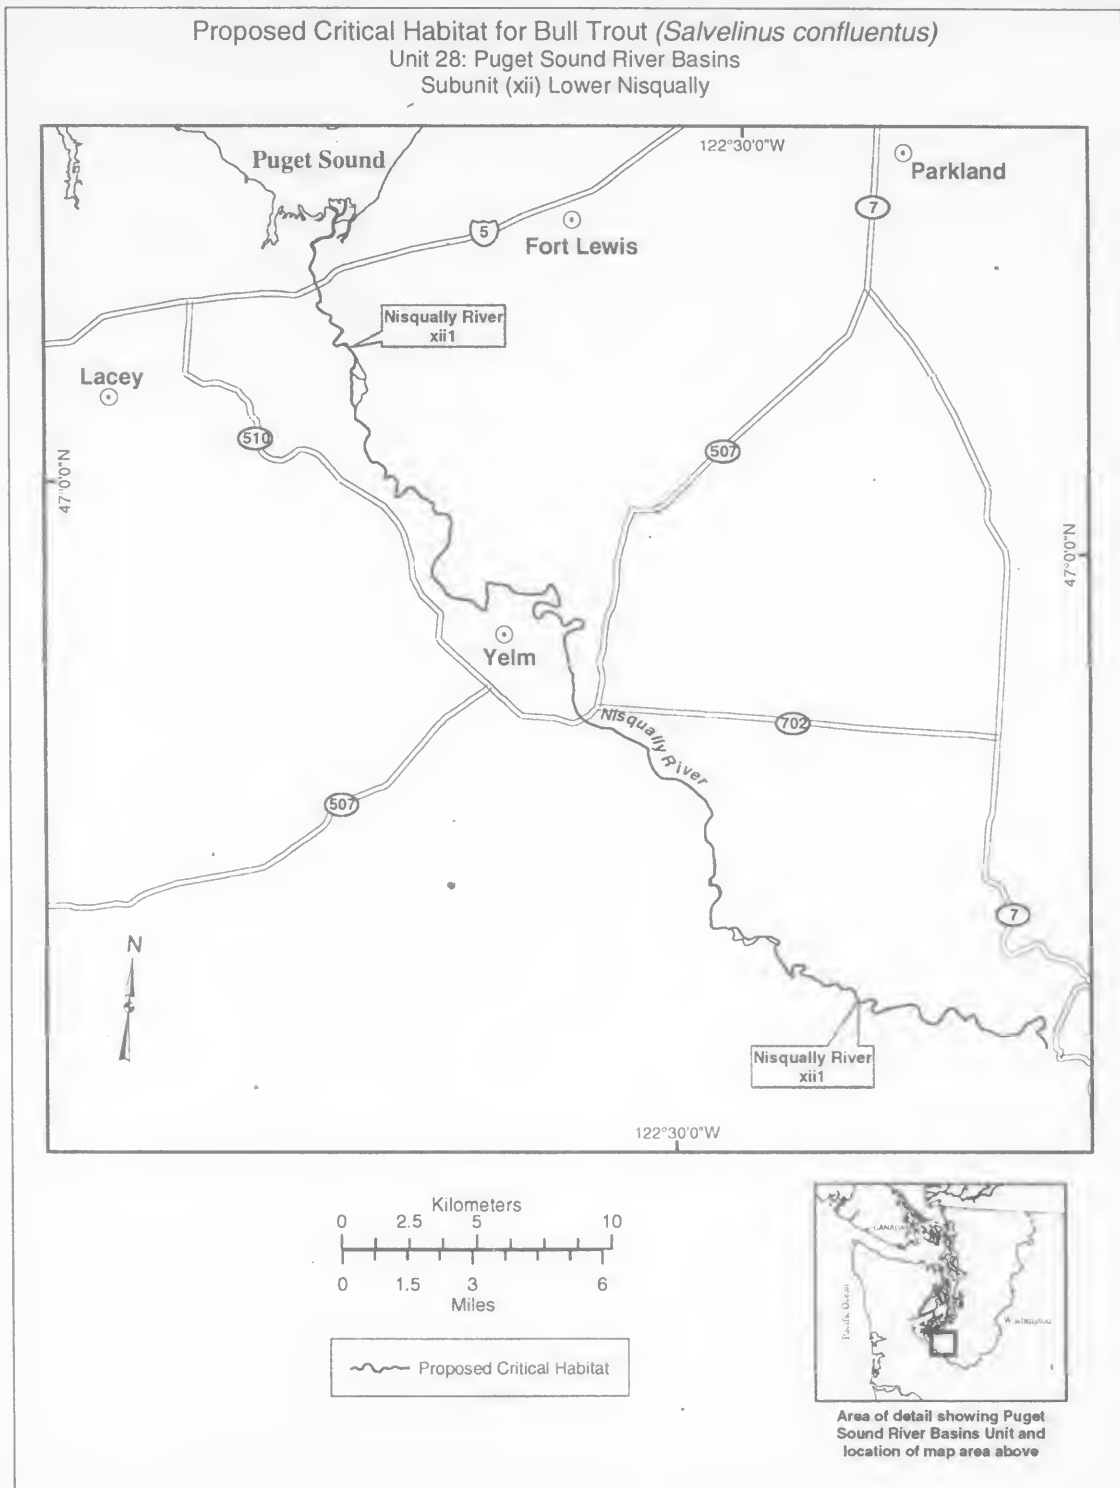 Proposed Critical Habitat for Bull Trout (Salvelinus confluentus)
Unit 28: Puget Sound River Basins
Subunit (xii) Lower Nisqually
Puget Sound
122°30'0"W
Parkland
7
5
Fort Lewis
Nisqually River
xii1
Lacey
510
507
47°0'0"N
47°0'0"N
Yelm
Nisqually River
702
507
7
N
Nisqually River
xii1
122°30'0"W
Kilometers
0 2.5 5 10
0 1.5 3 6
Miles
Proposed Critical Habitat
CANADA
Pacific Ocean
Washington
Area of detail showing Puget
Sound River Basins Unit and
location of map area above